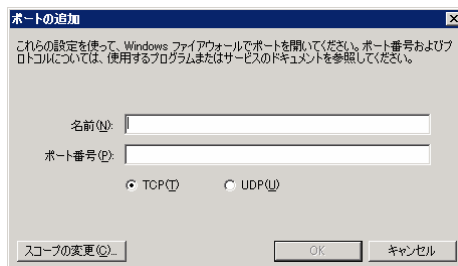 ポートの追加
これらの設定を使って、Windows ファイアウォールでポートを開いてください。ポート番号およびプ
ロトコルについては、使用するプログラムまたはサービスのドキュメントを参照してください。
名前(N):
ポート番号(P):
TCP(T) UDP(U)
スコープの変更(C)... OK キャンセル